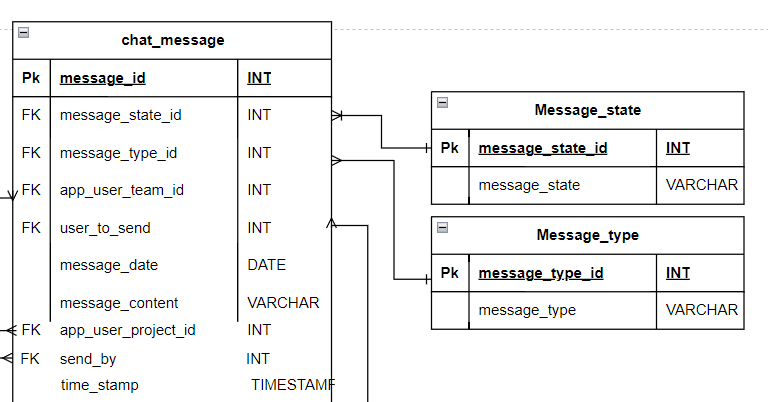 chat_message
Pk message_id INT
FK message_state_id INT
FK message_type_id INT
FK app_user_team_id INT
FK user_to_send INT
message_date DATE
message_content VARCHAR
FK app_user_project_id INT
FK send_by INT
time_stamp TIMESTAMP
Message_state
Pk message_state_id INT
message_state VARCHAR
Message_type
Pk message_type_id INT
message_type VARCHAR